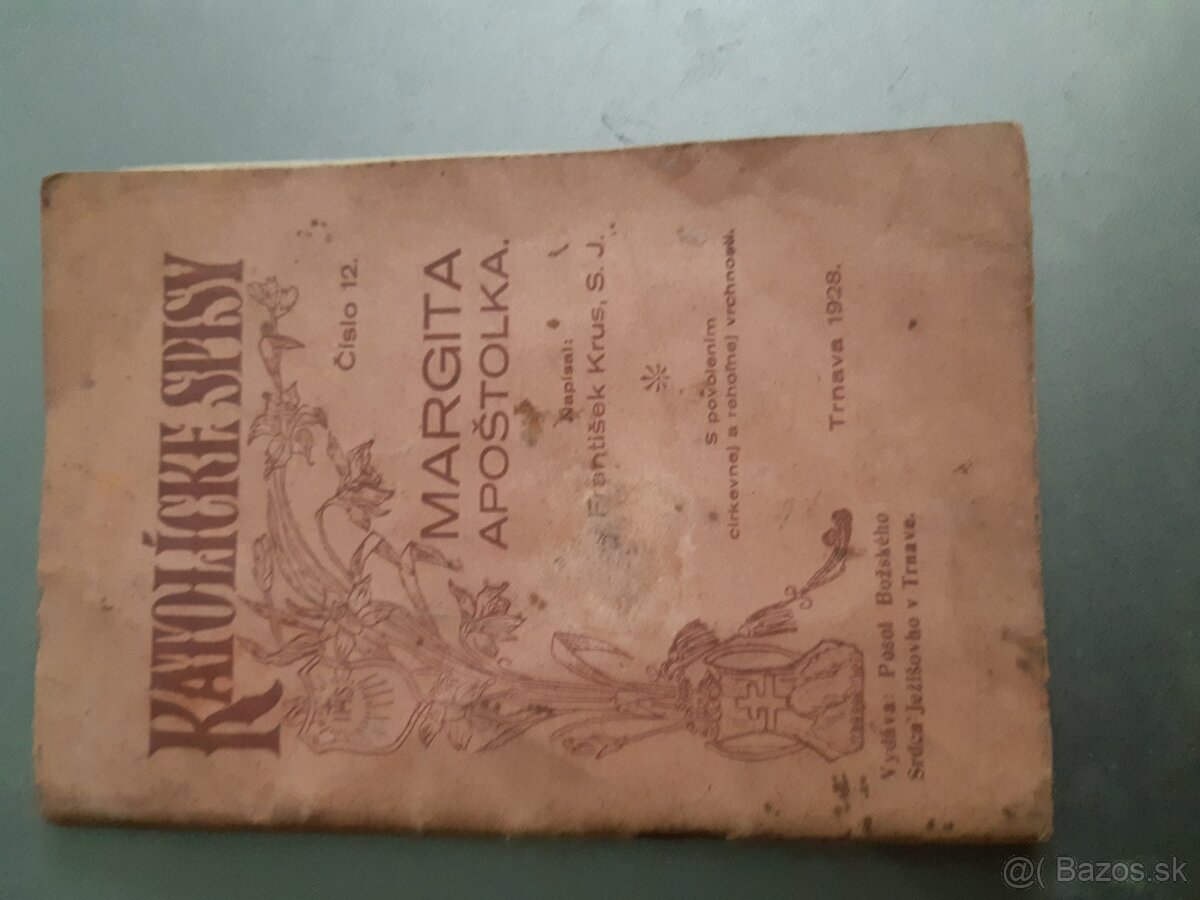 KATOLÍCKE SPISY
Číslo 12.
MARGITA
APOŠTOLKA.
Napísal:
František Krus, S. J.
S povolením
cirkevnej a rehoľnej vrchnosti.
Trnava 1928.
IHS
Vydáva: Posol Božského
Srdca Ježišovho v Trnave.
@( Bazos.sk